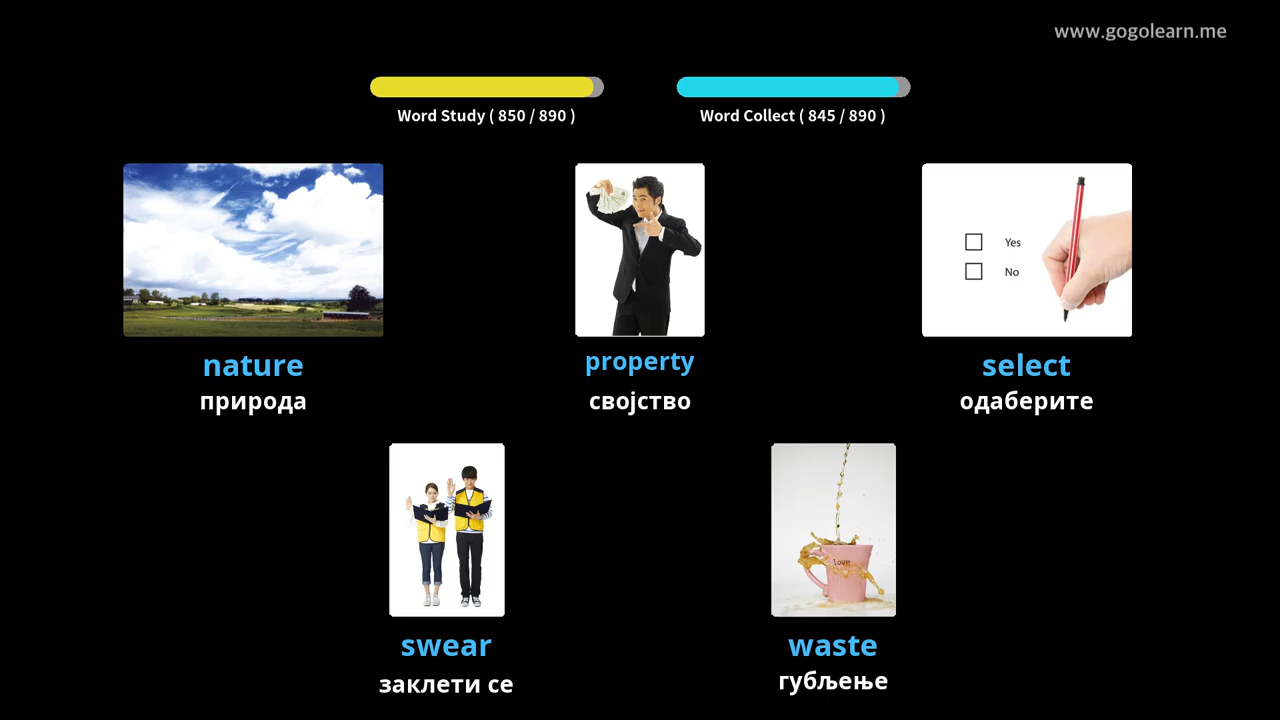 www.gogolearn.me
Word Study ( 850 / 890 )
Word Collect ( 845 / 890 )
Yes
No
nature
природа
property
својство
select
одаберите
love
swear
заклети се
waste
губљење